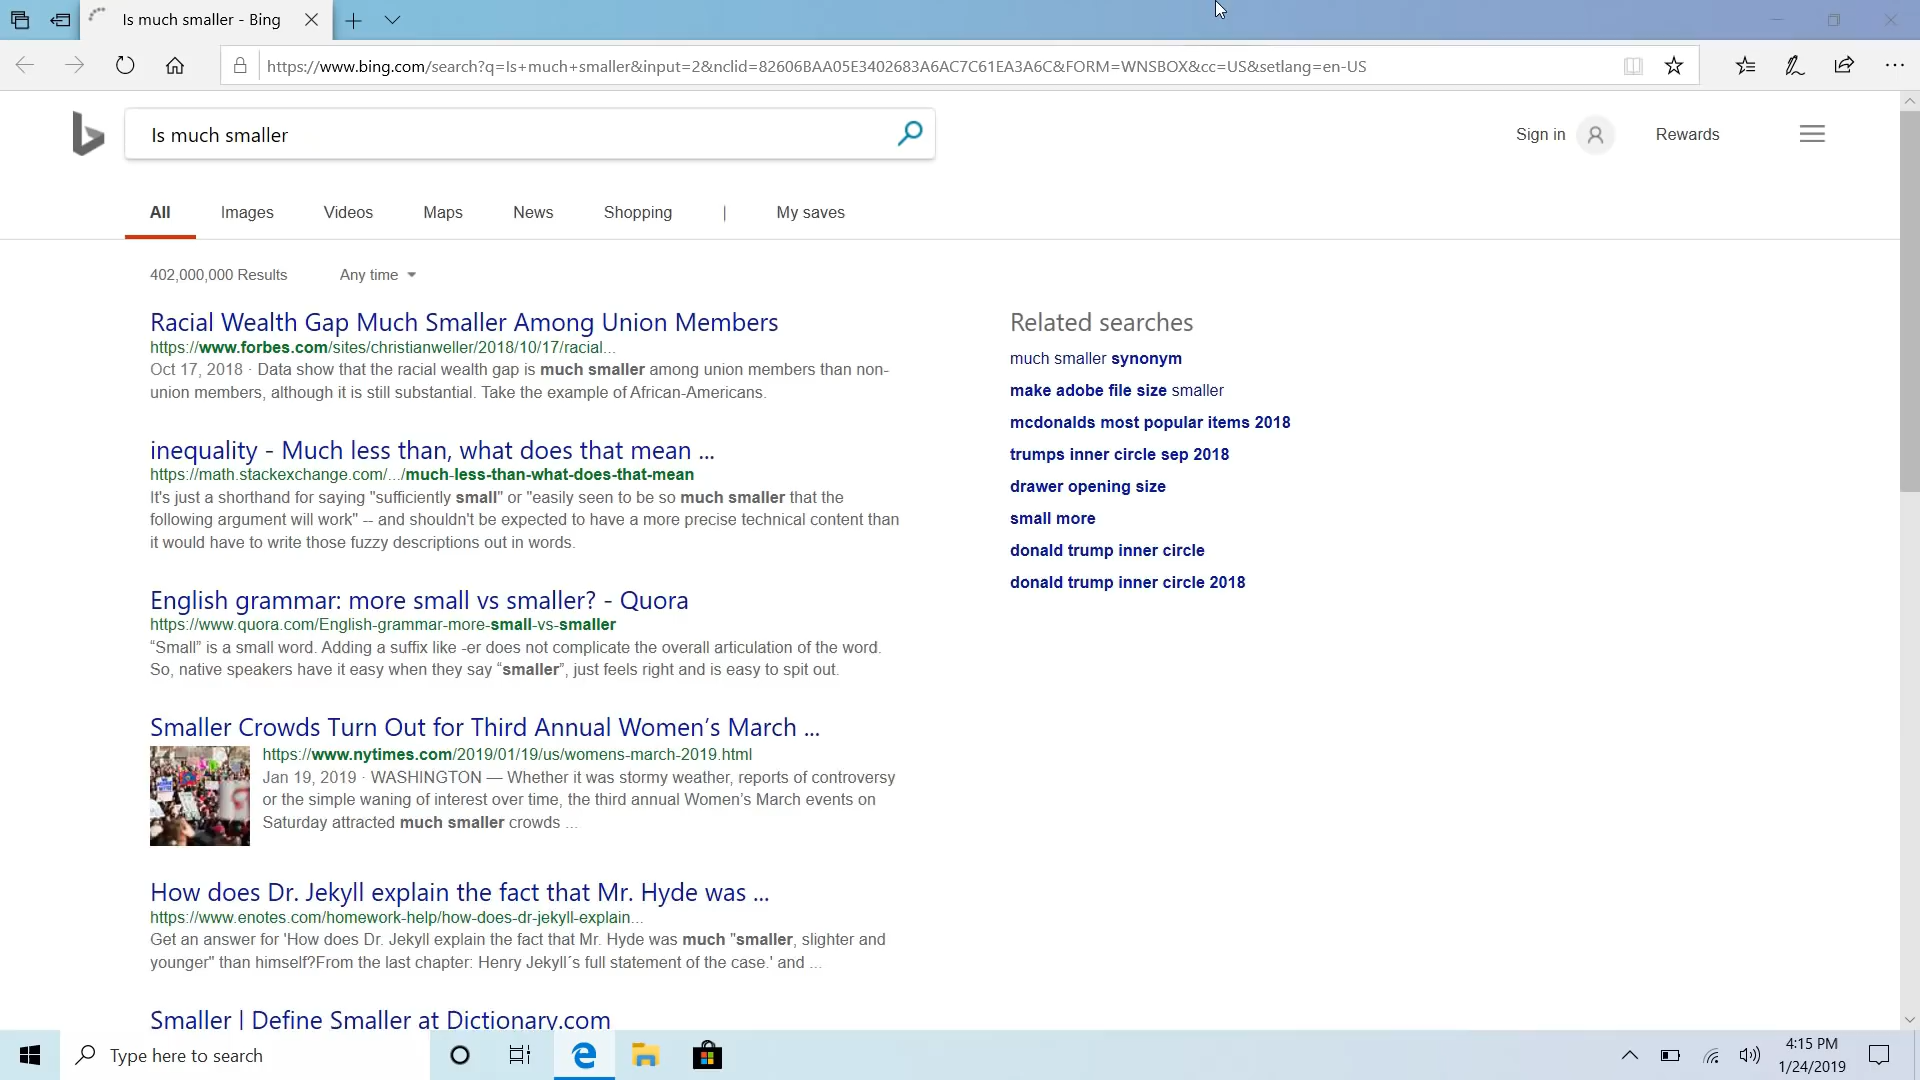 Is much smaller - Bing
https://www.bing.com/search?q=Is+much+smaller&input=2&nclid=82606BAA05E3402683A6AC7C61EA3A6C&FORM=WNSBOX&cc=US&setlang=en-US
Is much smaller
Sign in
Rewards
All
Images
Videos
Maps
News
Shopping
|
My saves
402,000,000 Results
Any time
Racial Wealth Gap Much Smaller Among Union Members
https://www.forbes.com/sites/christianweller/2018/10/17/racial...
Oct 17, 2018 · Data show that the racial wealth gap is much smaller among union members than non-
union members, although it is still substantial. Take the example of African-Americans.
inequality - Much less than, what does that mean ...
https://math.stackexchange.com/.../much-less-than-what-does-that-mean
It's just a shorthand for saying "sufficiently small" or "easily seen to be so much smaller that the
following argument will work" -- and shouldn't be expected to have a more precise technical content than
it would have to write those fuzzy descriptions out in words.
English grammar: more small vs smaller? - Quora
https://www.quora.com/English-grammar-more-small-vs-smaller
“Small” is a small word. Adding a suffix like -er does not complicate the overall articulation of the word.
So, native speakers have it easy when they say “smaller”, just feels right and is easy to spit out.
Smaller Crowds Turn Out for Third Annual Women’s March ...
https://www.nytimes.com/2019/01/19/us/womens-march-2019.html
Jan 19, 2019 · WASHINGTON — Whether it was stormy weather, reports of controversy
or the simple waning of interest over time, the third annual Women’s March events on
Saturday attracted much smaller crowds ...
How does Dr. Jekyll explain the fact that Mr. Hyde was ...
https://www.enotes.com/homework-help/how-does-dr-jekyll-explain...
Get an answer for 'How does Dr. Jekyll explain the fact that Mr. Hyde was much "smaller, slighter and
younger" than himself?From the last chapter: Henry Jekyll´s full statement of the case.' and ...
Smaller | Define Smaller at Dictionary.com
Related searches
much smaller synonym
make adobe file size smaller
mcdonalds most popular items 2018
trumps inner circle sep 2018
drawer opening size
small more
donald trump inner circle
donald trump inner circle 2018
Type here to search
4:15 PM
1/24/2019